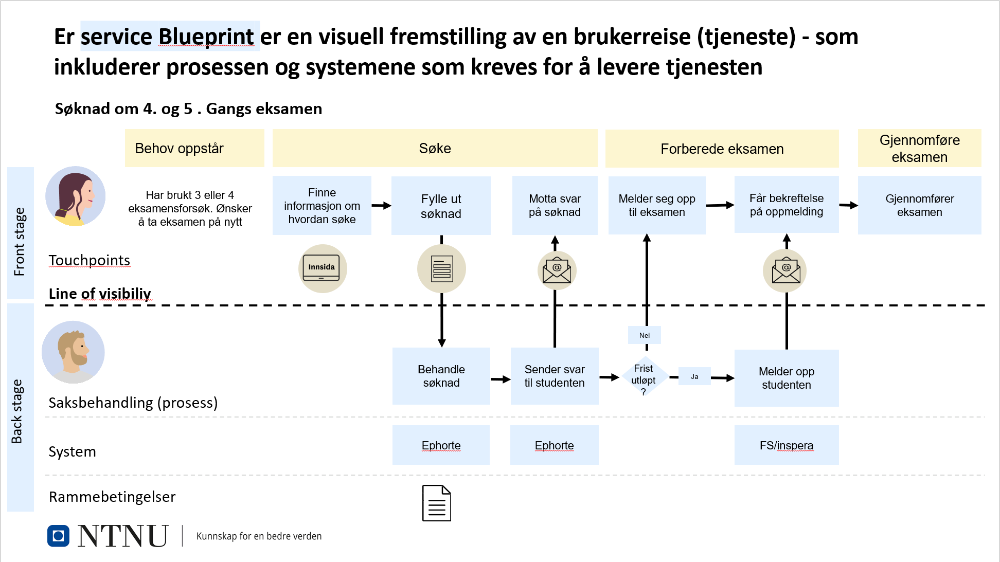 Er service Blueprint er en visuell fremstilling av en brukerreise (tjeneste) - som
inkluderer prosessen og systemene som kreves for å levere tjenesten
Søknad om 4. og 5 . Gangs eksamen
Behov oppstår
Søke
Forberede eksamen
Gjennomføre
eksamen
Front stage
Har brukt 3 eller 4
eksamensforsøk. Ønsker
å ta eksamen på nytt
Finne
informasjon om
hvordan søke
Fylle ut
søknad
Motta svar
på søknad
Melder seg opp
til eksamen
Får bekreftelse
på oppmelding
Gjennomfører
eksamen
Touchpoints
Innsida
@
@
Line of visibiliy
Back stage
Nei
Behandle
søknad
Sender svar
til studenten
Frist
utløpt
?
Ja
Melder opp
studenten
Saksbehandling (prosess)
System
Ephorte
Ephorte
FS/inspera
Rammebetingelser
NTNU
Kunnskap for en bedre verden